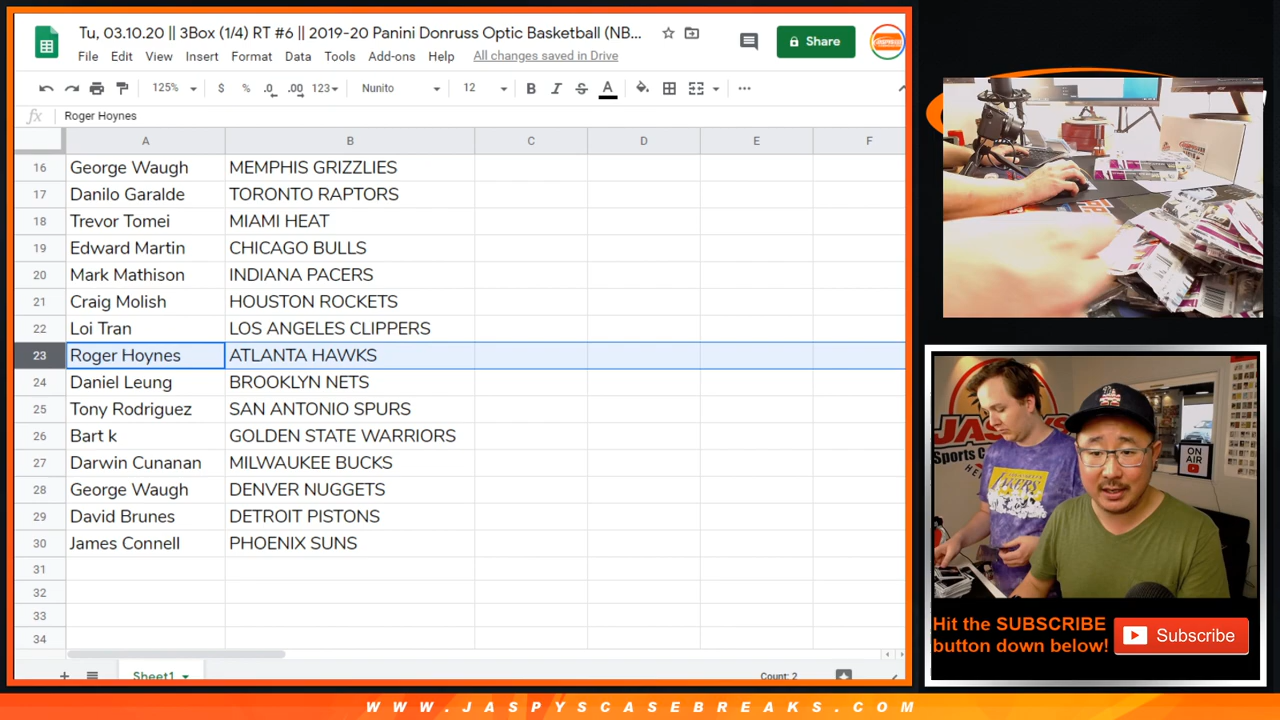 Tu, 03.10.20 || 3Box (1/4) RT #6 || 2019-20 Panini Donruss Optic Basketball (NB...
File Edit View Insert Format Data Tools Add-ons Help All changes saved in Drive
Share
125% $ % .0 .00 123 Nunito 12 B I S A
fx Roger Hoynes
A B C D E F
16 George Waugh MEMPHIS GRIZZLIES
17 Danilo Garalde TORONTO RAPTORS
18 Trevor Tomei MIAMI HEAT
19 Edward Martin CHICAGO BULLS
20 Mark Mathison INDIANA PACERS
21 Craig Molish HOUSTON ROCKETS
22 Loi Tran LOS ANGELES CLIPPERS
23 Roger Hoynes ATLANTA HAWKS
24 Daniel Leung BROOKLYN NETS
25 Tony Rodriguez SAN ANTONIO SPURS
26 Bart k GOLDEN STATE WARRIORS
27 Darwin Cunanan MILWAUKEE BUCKS
28 George Waugh DENVER NUGGETS
29 David Brunes DETROIT PISTONS
30 James Connell PHOENIX SUNS
31
32
33
34
Sheet1 Count: 2
JASPY'S
Sports C
HE
ON
AIR
LAKERS
Hit the SUBSCRIBE
button down below!
Subscribe
WWW.JASPYSCASEBREAKS.COM